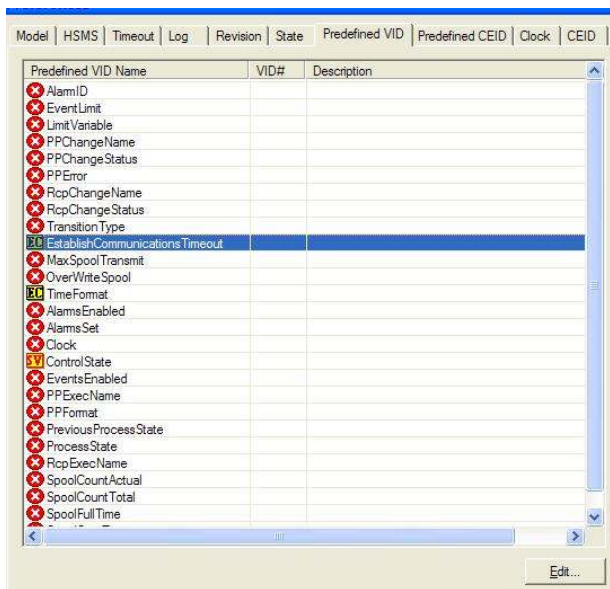 Model HSMS Timeout Log Revision State Predefined VID Predefined CEID Clock CEID
Predefined VID Name VID# Description
AlarmID
EventLimit
LimitVariable
PPChangeName
PPChangeStatus
PPError
RcpChangeName
RcpChangeStatus
TransitionType
EC EstablishCommunicationsTimeout
MaxSpoolTransmit
OverWriteSpool
EC TimeFormat
AlarmsEnabled
AlarmsSet
Clock
SV ControlState
EventsEnabled
PPExecName
PPFormat
PreviousProcessState
ProcessState
RcpExecName
SpoolCountActual
SpoolCountTotal
SpoolFullTime
Edit...